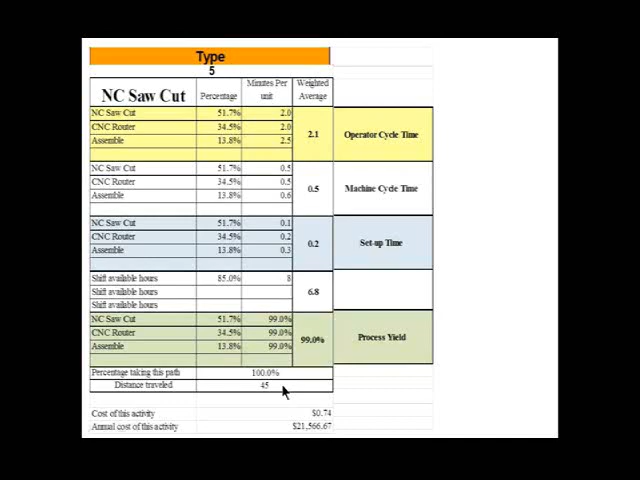 Type
5
NC Saw Cut Percentage Minutes Per unit Weighted Average
NC Saw Cut 51.7% 2.0
CNC Router 34.5% 2.0 2.1 Operator Cycle Time
Assemble 13.8% 2.5
NC Saw Cut 51.7% 0.5
CNC Router 34.5% 0.5 0.5 Machine Cycle Time
Assemble 13.8% 0.6
NC Saw Cut 51.7% 0.1
CNC Router 34.5% 0.2 0.2 Set-up Time
Assemble 13.8% 0.3
Shift available hours 85.0% 8
Shift available hours 6.8
Shift available hours
NC Saw Cut 51.7% 99.0%
CNC Router 34.5% 99.0% 99.0% Process Yield
Assemble 13.8% 99.0%
Percentage taking this path 100.0%
Distance traveled 45
Cost of this activity $0.74
Annual cost of this activity $21,566.67